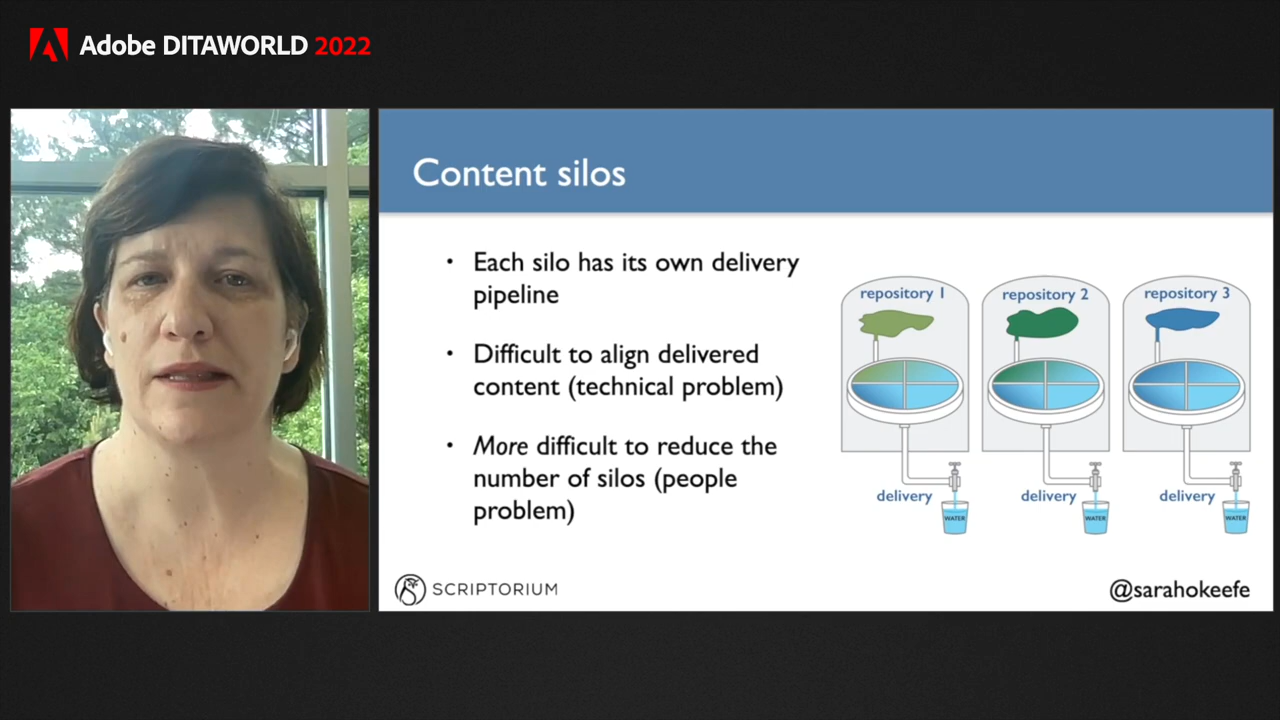 Adobe DITAWORLD 2022
Content silos
• Each silo has its own delivery
pipeline
• Difficult to align delivered
content (technical problem)
• More difficult to reduce the
number of silos (people
problem)
repository 1
repository 2
repository 3
delivery
delivery
delivery
WATER
WATER
WATER
SCRIPTORIUM
@sarahokeefe